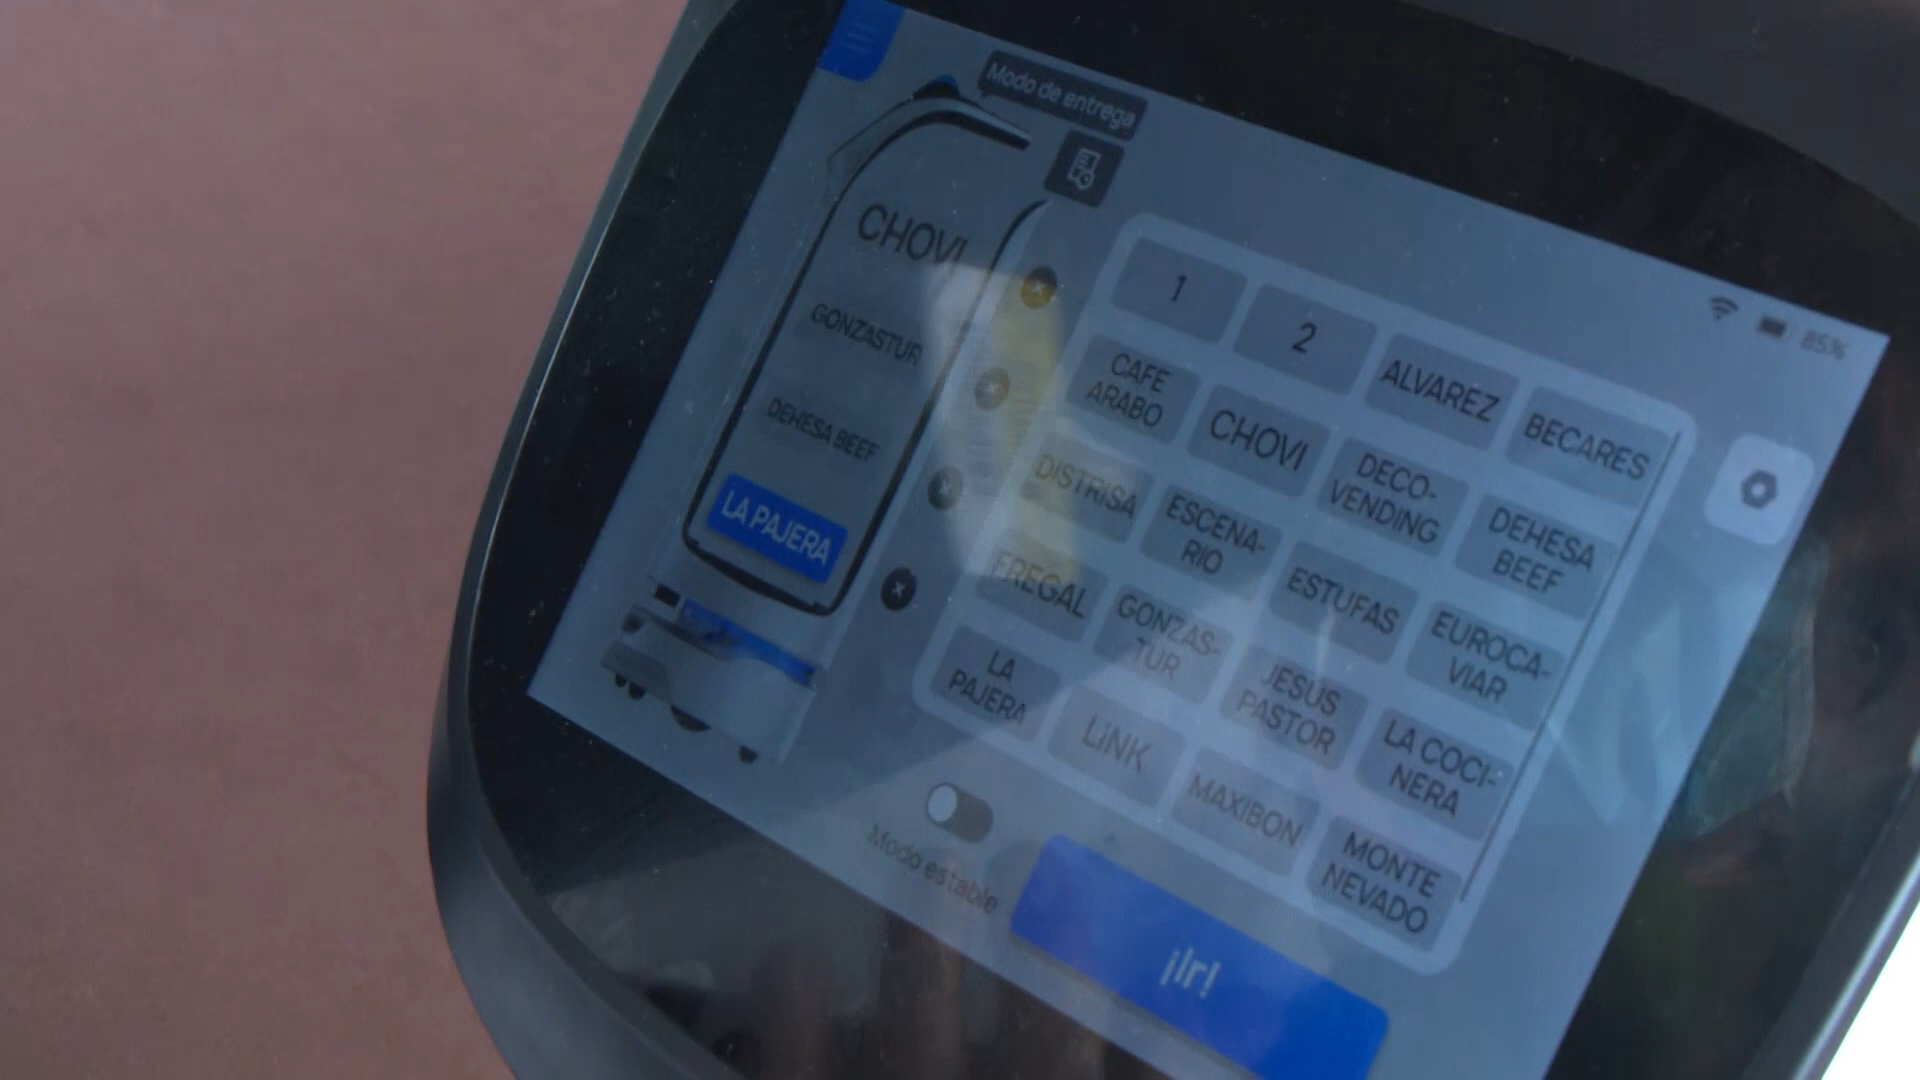 Modo de entrega
85%
CHOVI
GONZASTUR
DEHESA BEEF
LA PAJERA
1
2
ALVAREZ
BECARES
CAFE
ARABO
CHOVI
DECO-
VENDING
DEHESA
BEEF
DISTRISA
ESCENA-
RIO
ESTUFAS
EUROCA-
VIAR
FREGAL
GONZAS-
TUR
JESUS
PASTOR
LA COCI-
NERA
LA
PAJERA
LiNK
MAXIBON
MONTE
NEVADO
Modo estable
¡Ir!